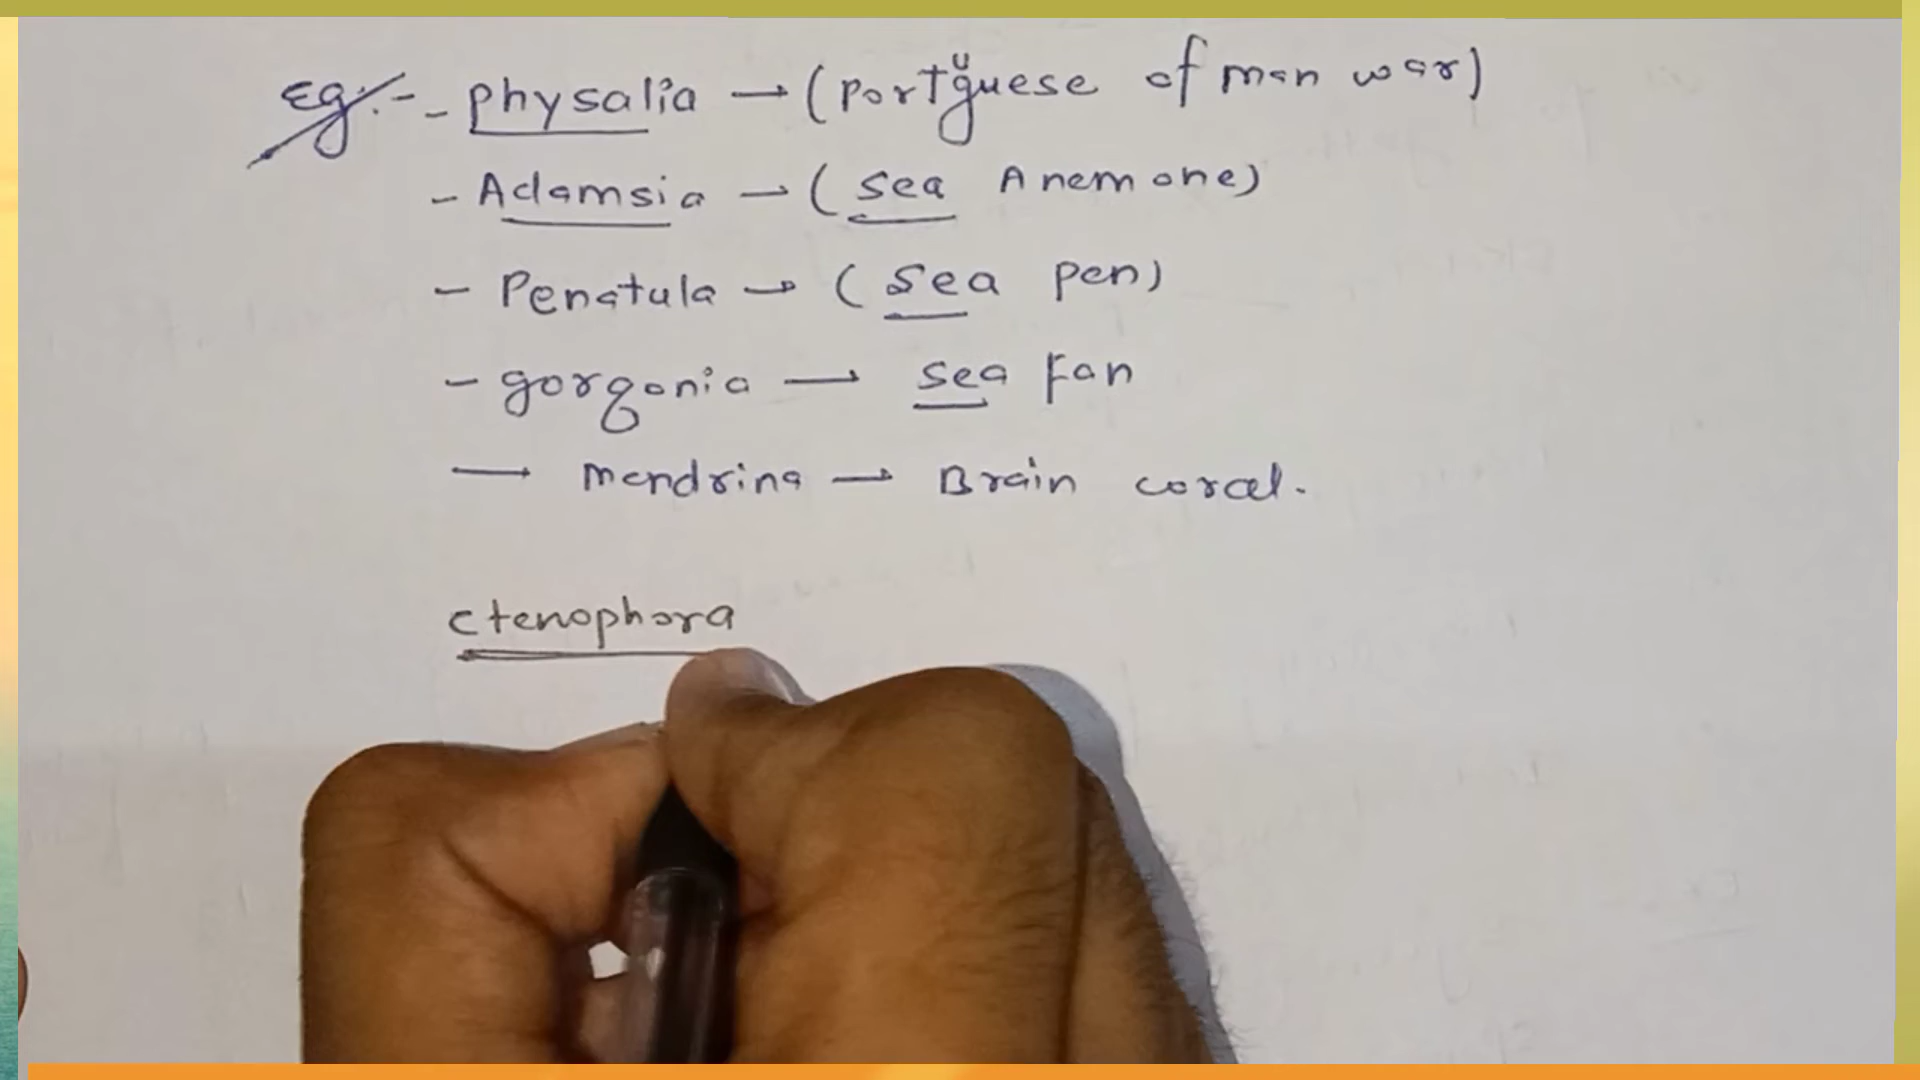 Eg:- - physalia → (Portuguese of man war)
- Adamsia → (sea Anemone)
- Penatula → (sea pen)
- gorgonia → sea Fan
→ Mendrina → Brain coral.
ctenophora